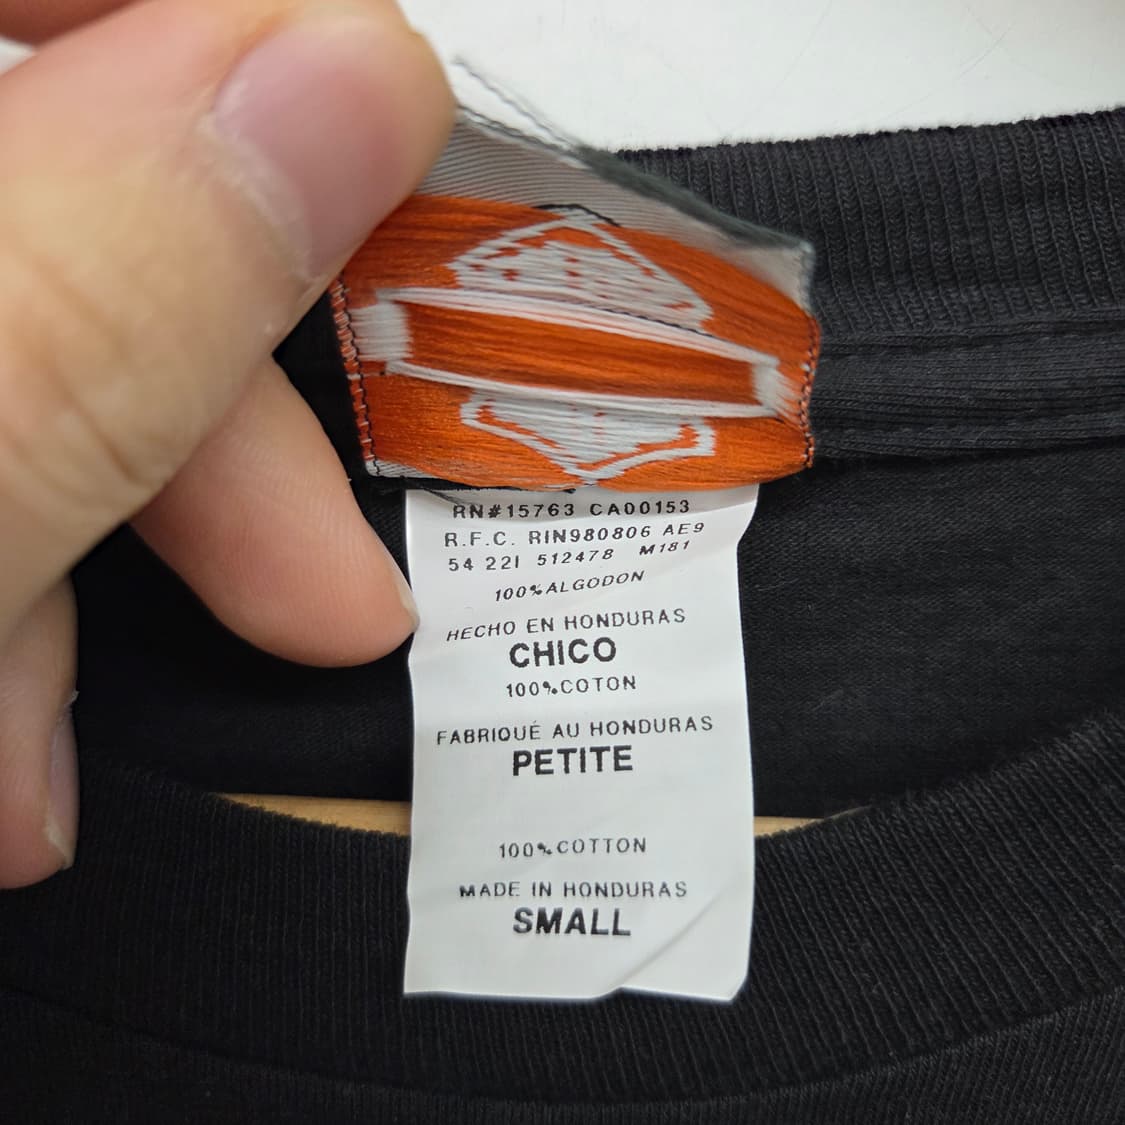 RN#15763 CA00153
R.F.C. RIN980806 AE9
54 22I 512478 M181
100% ALGODON
HECHO EN HONDURAS
CHICO
100% COTON
FABRIQUÉ AU HONDURAS
PETITE
100% COTTON
MADE IN HONDURAS
SMALL